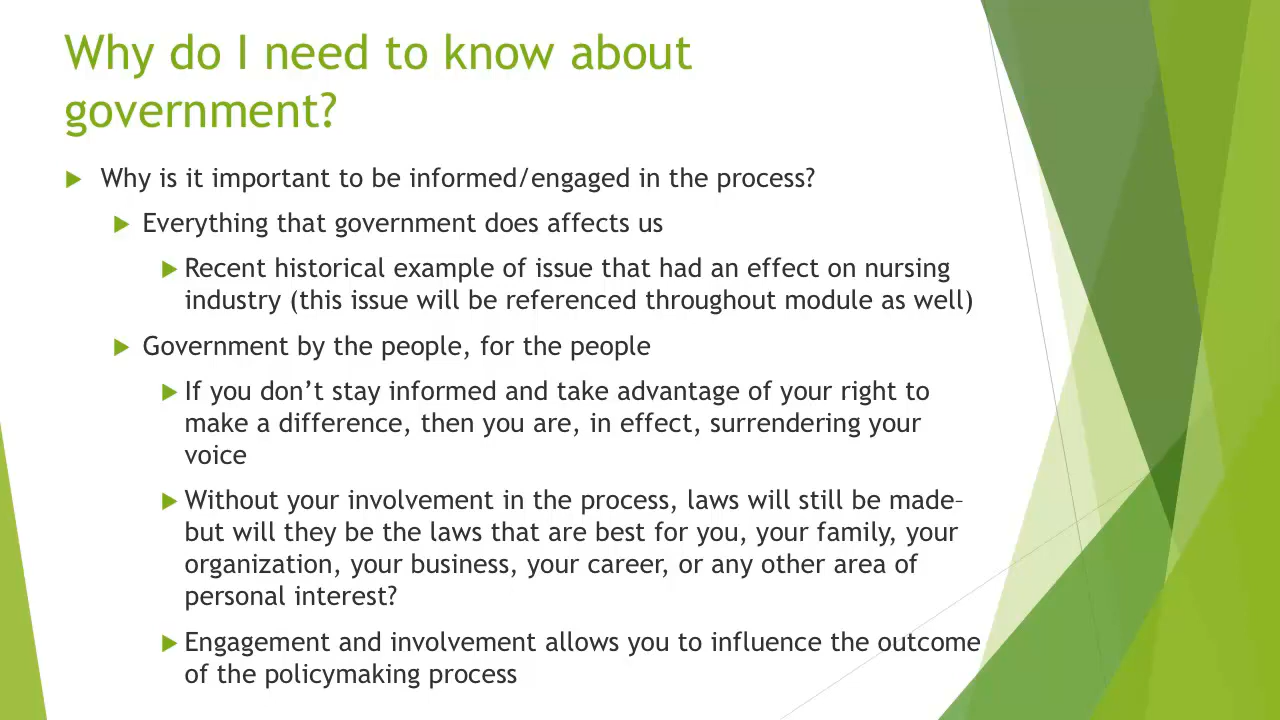 Why do I need to know about
government?
Why is it important to be informed/engaged in the process?
Everything that government does affects us
Recent historical example of issue that had an effect on nursing
industry (this issue will be referenced throughout module as well)
Government by the people, for the people
If you don’t stay informed and take advantage of your right to
make a difference, then you are, in effect, surrendering your
voice
Without your involvement in the process, laws will still be made–
but will they be the laws that are best for you, your family, your
organization, your business, your career, or any other area of
personal interest?
Engagement and involvement allows you to influence the outcome
of the policymaking process